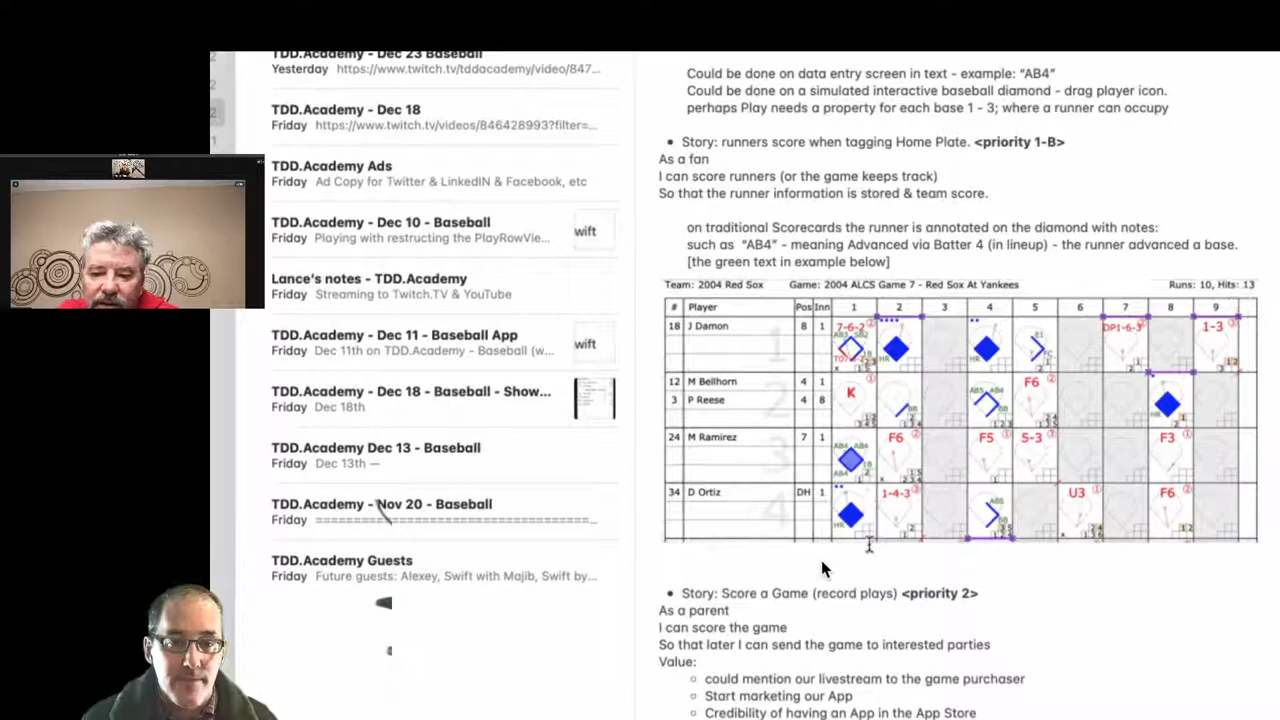 TDD.Academy - Dec 23 Baseball
Yesterday https://www.twitch.tv/tddacademy/video/847...
TDD.Academy - Dec 18
Friday https://www.twitch.tv/videos/846428993?filter=...
TDD.Academy Ads
Friday Ad Copy for Twitter & LinkedIN & Facebook, etc
TDD.Academy - Dec 10 - Baseball
Friday Playing with restructing the PlayRowVie...
wift
Lance's notes - TDD.Academy
Friday Streaming to Twitch.TV & YouTube
TDD.Academy - Dec 11 - Baseball App
Friday Dec 11th on TDD.Academy - Baseball (w...
wift
TDD.Academy - Dec 18 - Baseball - Show...
Friday Dec 18th
TDD.Academy Dec 13 - Baseball
Friday Dec 13th —
TDD.Academy - Nov 20 - Baseball
Friday ======================================...
TDD.Academy Guests
Friday Future guests: Alexey, Swift with Majib, Swift by...
Could be done on data entry screen in text - example: “AB4”
Could be done on a simulated interactive baseball diamond - drag player icon.
perhaps Play needs a property for each base 1 - 3; where a runner can occupy
• Story: runners score when tagging Home Plate. <priority 1-B>
As a fan
I can score runners (or the game keeps track)
So that the runner information is stored & team score.
on traditional Scorecards the runner is annotated on the diamond with notes:
such as “AB4” - meaning Advanced via Batter 4 (in lineup) - the runner advanced a base.
[the green text in example below]
Team: 2004 Red Sox Game: 2004 ALCS Game 7 - Red Sox At Yankees Runs: 10, Hits: 13
# Player Pos Inn 1 2 3 4 5 6 7 8 9
18 J Damon 8 1 7-6-2 HR HR E1 DP1-6-3 1-3
12 M Bellhorn 4 1 K BB AB5 AB4 BB F6 HR
3 P Reese 4 8
24 M Ramirez 7 1 AB4 AB4 1B F6 F5 5-3 F3
34 D Ortiz DH 1 HR 1-4-3 AB5 BB U3 F6
• Story: Score a Game (record plays) <priority 2>
As a parent
I can score the game
So that later I can send the game to interested parties
Value:
○ could mention our livestream to the game purchaser
○ Start marketing our App
○ Credibility of having an App in the App Store